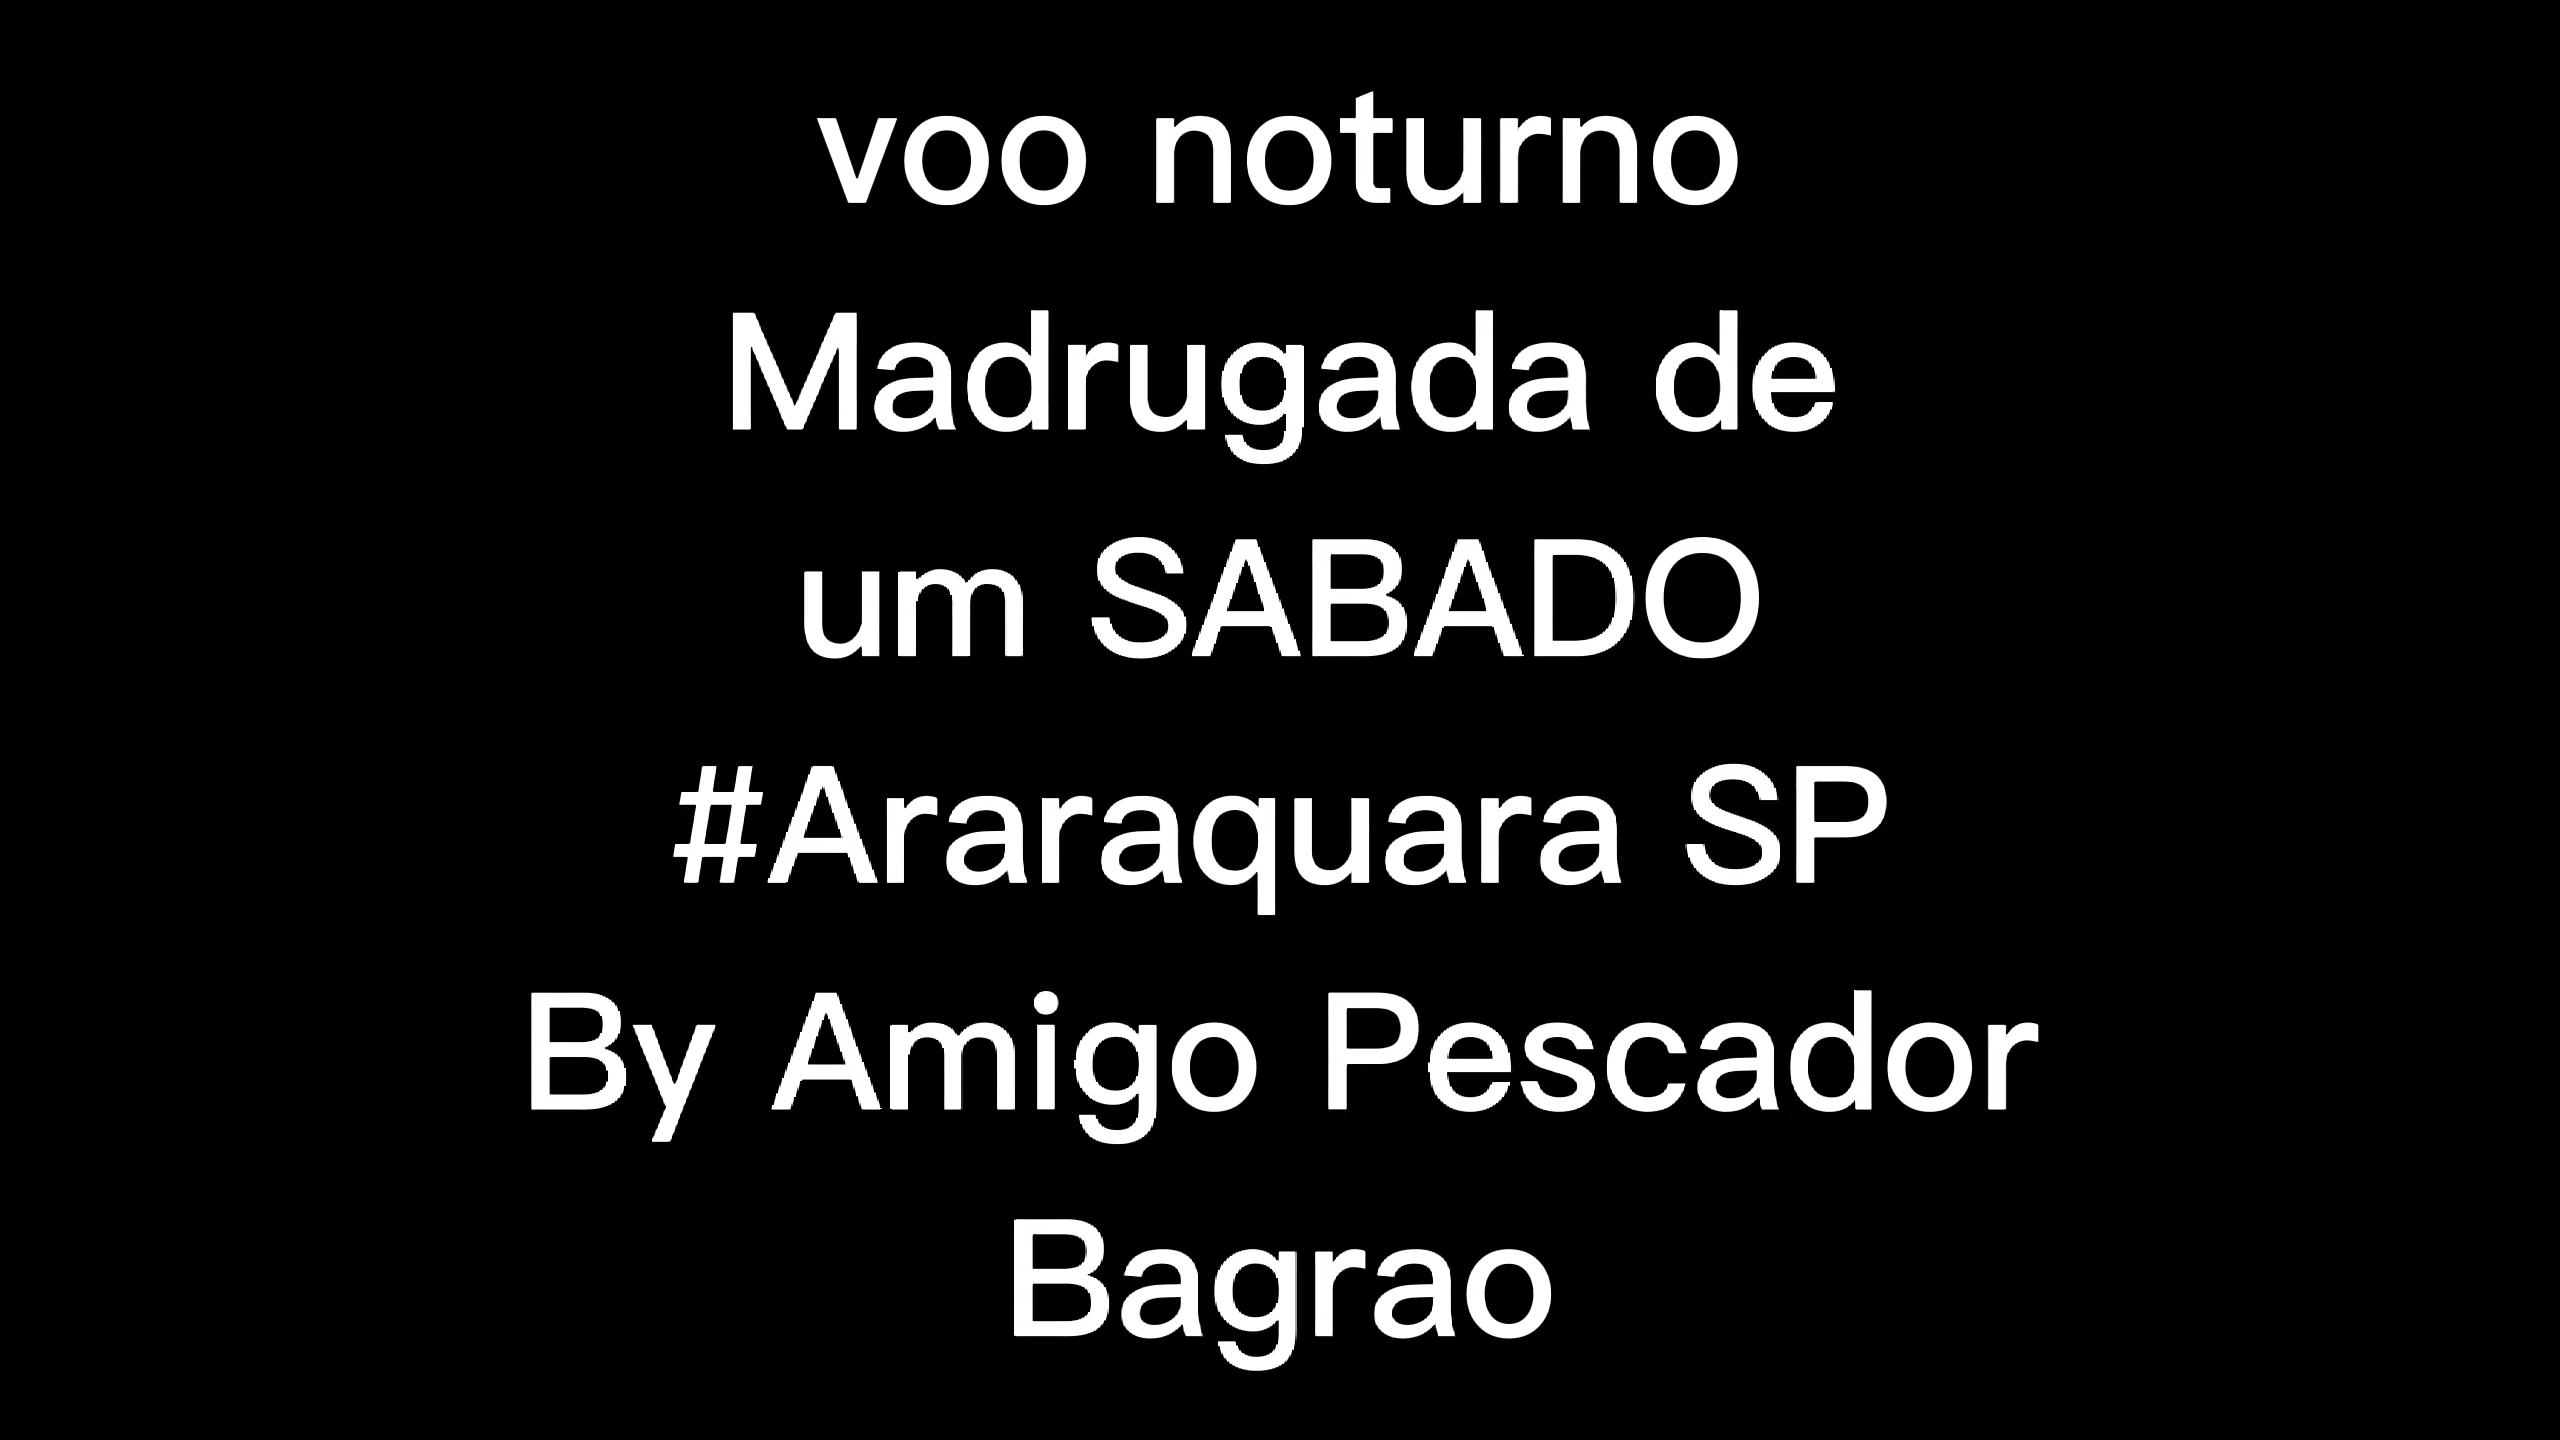 voo noturno
Madrugada de
um SABADO
#Araraquara SP
By Amigo Pescador
Bagrao